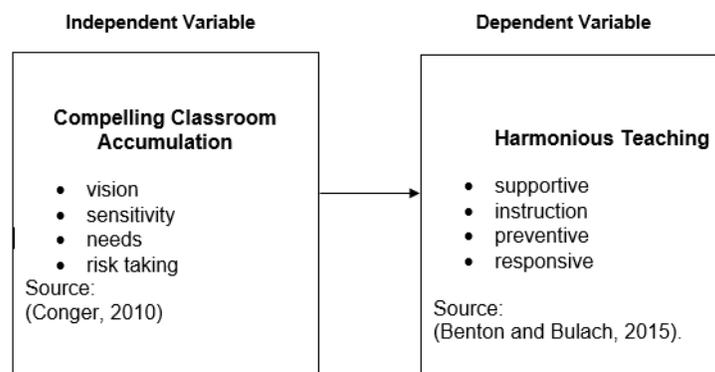 Independent Variable
Dependent Variable
Compelling Classroom
Accumulation
• vision
• sensitivity
• needs
• risk taking
Source:
(Conger, 2010)
Harmonious Teaching
• supportive
• instruction
• preventive
• responsive
Source:
(Benton and Bulach, 2015).